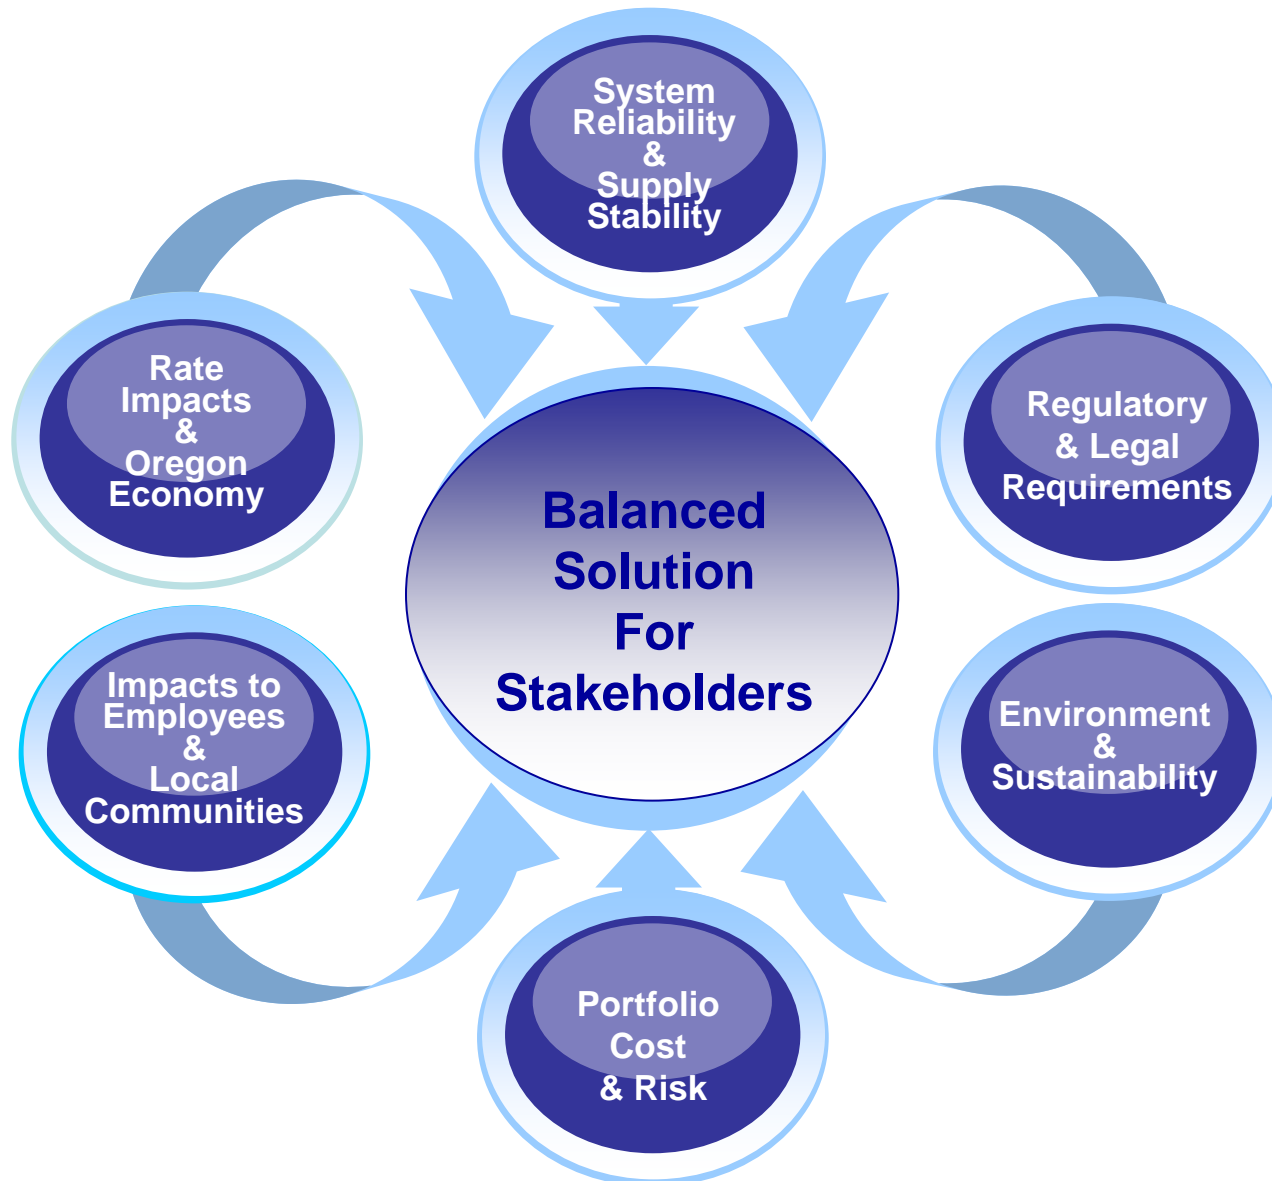 System
Reliability
&
Supply
Stability
Rate
Impacts
&
Oregon
Economy
Regulatory
& Legal
Requirements
Balanced
Solution
For
Stakeholders
Impacts to
Employees
&
Local
Communities
Environment
&
Sustainability
Portfolio
Cost
& Risk